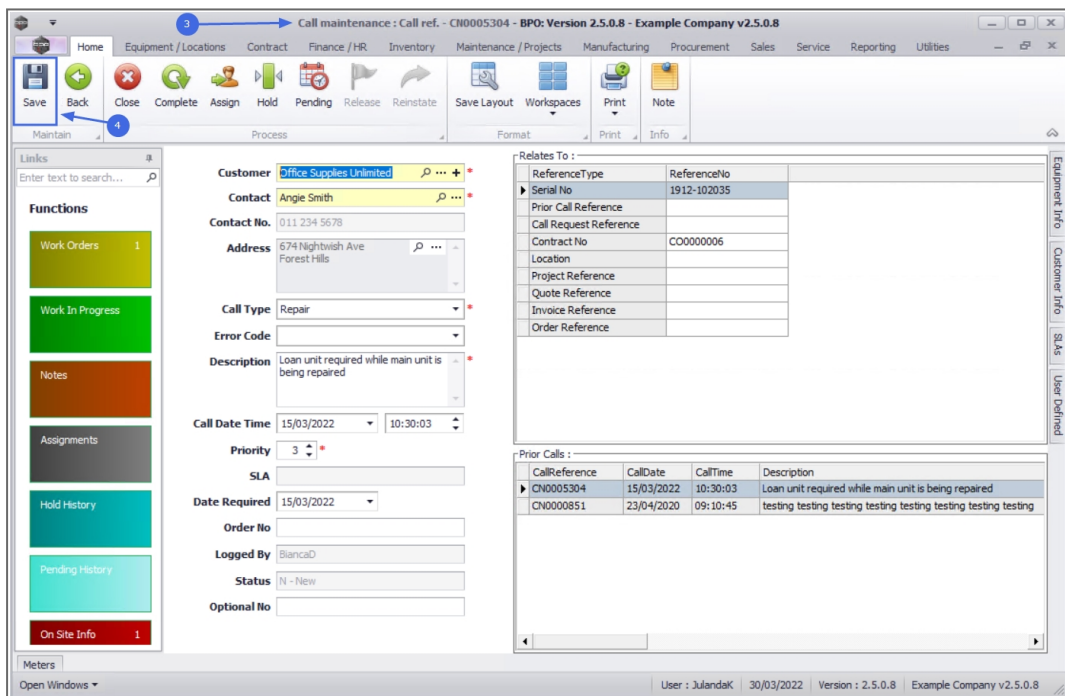 3
Call maintenance : Call ref. - CN0005304 - BPO: Version 2.5.0.8 - Example Company v2.5.0.8
Home Equipment / Locations Contract Finance / HR Inventory Maintenance / Projects Manufacturing Procurement Sales Service Reporting Utilities
Save Back Close Complete Assign Hold Pending Release Reinstate Save Layout Workspaces Print Note
4
Maintain Process Format Print Info
Links
Enter text to search...
Functions
Work Orders 1
Work In Progress
Notes
Assignments
Hold History
Pending History
On Site Info 1
Customer Office Supplies Unlimited *
Contact Angie Smith *
Contact No. 011 234 5678
Address 674 Nightwish Ave
Forest Hills
Call Type Repair *
Error Code
Description Loan unit required while main unit is *
being repaired
Call Date Time 15/03/2022 10:30:03
Priority 3 *
SLA
Date Required 15/03/2022
Order No
Logged By BiancaD
Status N - New
Optional No
Relates To :
ReferenceType ReferenceNo
Serial No 1912-102035
Prior Call Reference
Call Request Reference
Contract No CO0000006
Location
Project Reference
Quote Reference
Invoice Reference
Order Reference
Prior Calls :
CallReference CallDate CallTime Description
CN0005304 15/03/2022 10:30:03 Loan unit required while main unit is being repaired
CN0000851 23/04/2020 09:10:45 testing testing testing testing testing testing testing testing
Equipment Info
Customer Info
SLAs
User Defined
Meters
Open Windows User : JulandaK 30/03/2022 Version : 2.5.0.8 Example Company v2.5.0.8